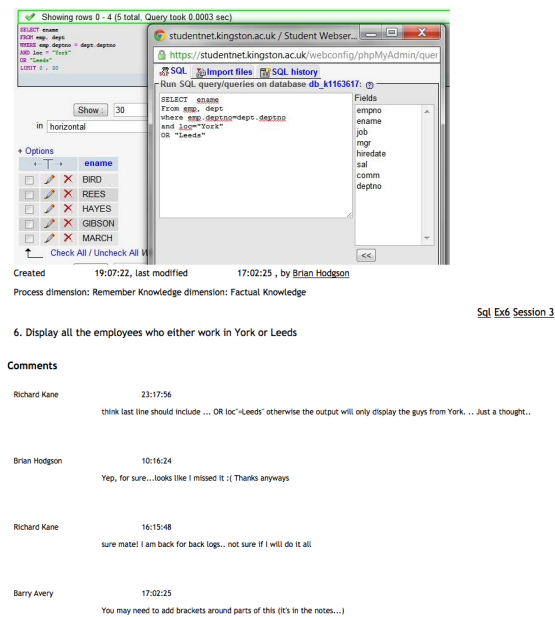 Showing rows 0 - 4 (5 total, Query took 0.0003 sec)
SELECT ename
FROM emp, dept
WHERE emp.deptno = dept.deptno
AND loc = "York"
OR "Leeds"
LIMIT 0 , 30
Show : 30
in horizontal
+ Options
←T→ ename
BIRD
REES
HAYES
GIBSON
MARCH
Check All / Uncheck All Wi
studentnet.kingston.ac.uk / Student Webser...
https://studentnet.kingston.ac.uk/webconfig/phpMyAdmin/quer
SQL Import files SQL history
Run SQL query/queries on database db_k1163617:
SELECT ename
From emp, dept
where emp.deptno=dept.deptno
and loc="York"
OR "Leeds"
Fields
empno
ename
job
mgr
hiredate
sal
comm
deptno
<<
Created 19:07:22, last modified 17:02:25 , by Brian Hodgson
Process dimension: Remember Knowledge dimension: Factual Knowledge
Sql Ex6 Session 3
6. Display all the employees who either work in York or Leeds
Comments
Richard Kane 23:17:56
think last line should include ... OR loc"=Leeds" otherwise the output will only display the guys from York. .. Just a thought..
Brian Hodgson 10:16:24
Yep, for sure...looks like I missed it :( Thanks anyways
Richard Kane 16:15:48
sure mate! I am back for back logs.. not sure if I will do it all
Barry Avery 17:02:25
You may need to add brackets around parts of this (it's in the notes...)